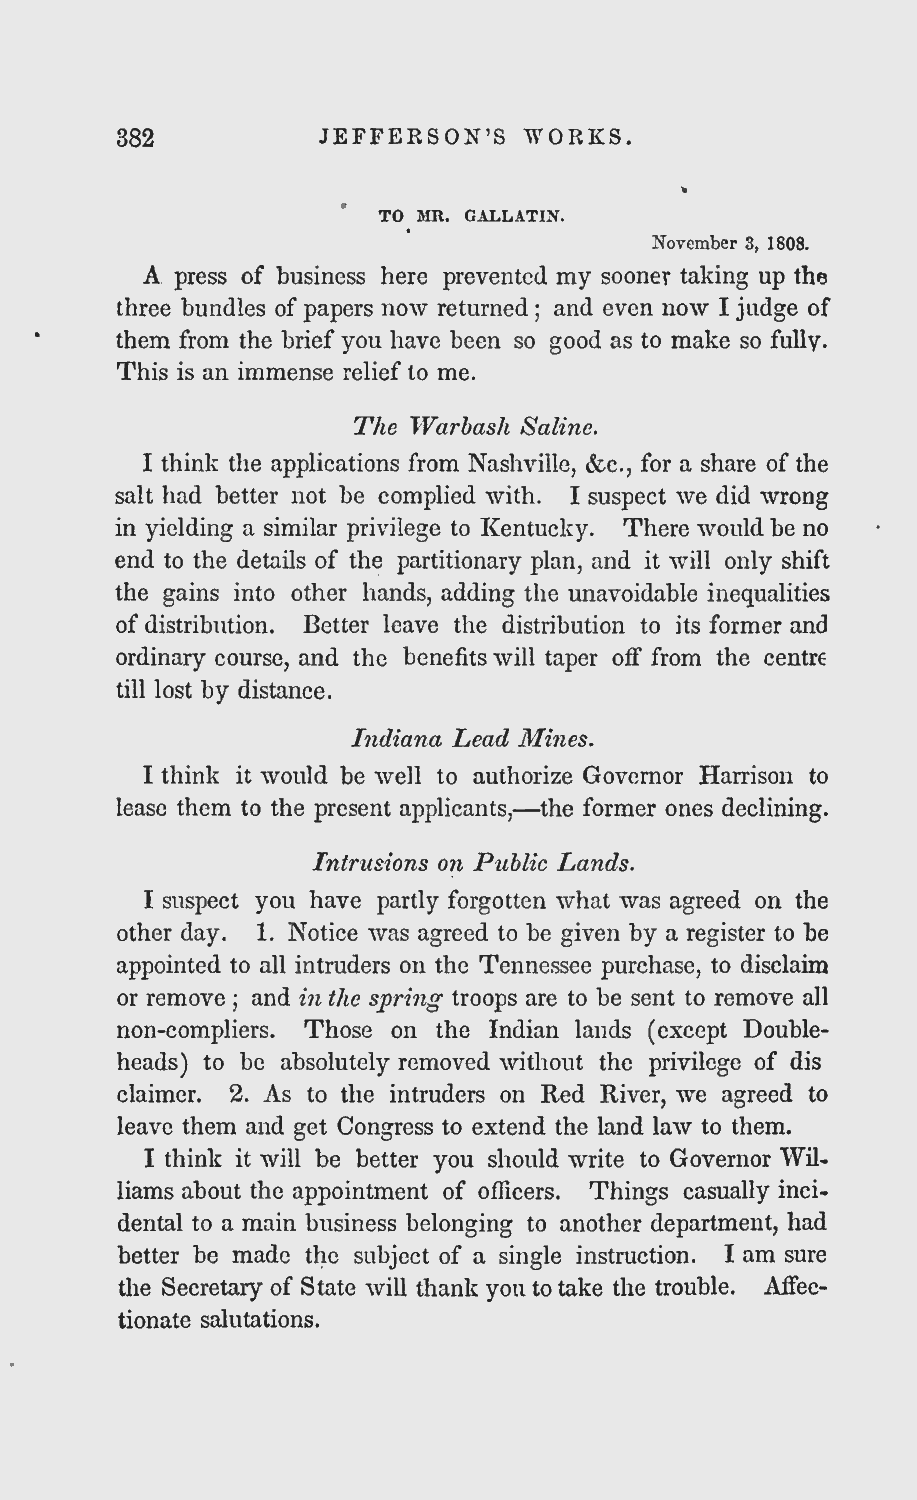 382 JEFFERSON'S WORKS.
TO MR. GALLATIN.
November 3, 1808.
A press of business here prevented my sooner taking up the
three bundles of papers now returned; and even now I judge of
them from the brief you have been so good as to make so fully.
This is an immense relief to me.
The Warbash Saline.
I think the applications from Nashville, &c., for a share of the
salt had better not be complied with. I suspect we did wrong
in yielding a similar privilege to Kentucky. There would be no
end to the details of the partitionary plan, and it will only shift
the gains into other hands, adding the unavoidable inequalities
of distribution. Better leave the distribution to its former and
ordinary course, and the benefits will taper off from the centre
till lost by distance.
Indiana Lead Mines.
I think it would be well to authorize Governor Harrison to
lease them to the present applicants,—the former ones declining.
Intrusions on Public Lands.
I suspect you have partly forgotten what was agreed on the
other day. 1. Notice was agreed to be given by a register to be
appointed to all intruders on the Tennessee purchase, to disclaim
or remove; and in the spring troops are to be sent to remove all
non-compliers. Those on the Indian lands (except Double-
heads) to be absolutely removed without the privilege of dis
claimer. 2. As to the intruders on Red River, we agreed to
leave them and get Congress to extend the land law to them.
I think it will be better you should write to Governor Wil-
liams about the appointment of officers. Things casually inci-
dental to a main business belonging to another department, had
better be made the subject of a single instruction. I am sure
the Secretary of State will thank you to take the trouble. Affec-
tionate salutations.